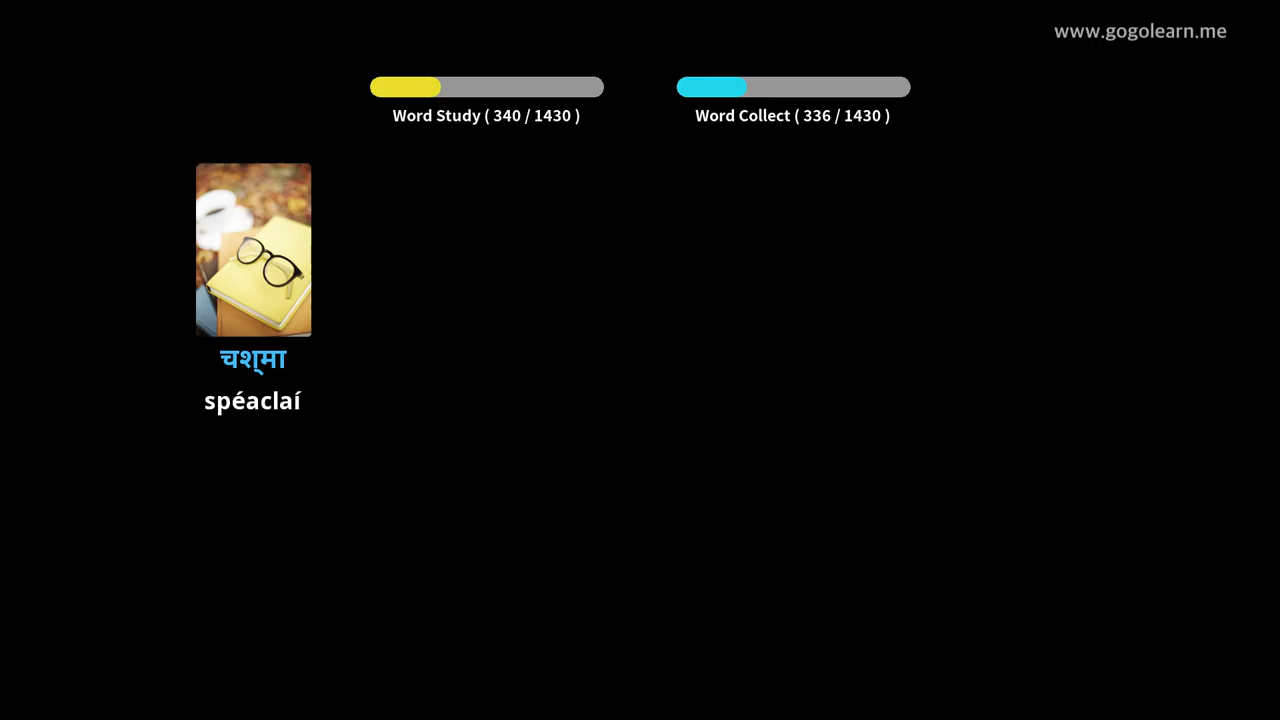 www.gogolearn.me
Word Study ( 340 / 1430 )
Word Collect ( 336 / 1430 )
चश्मा
spéaclaí